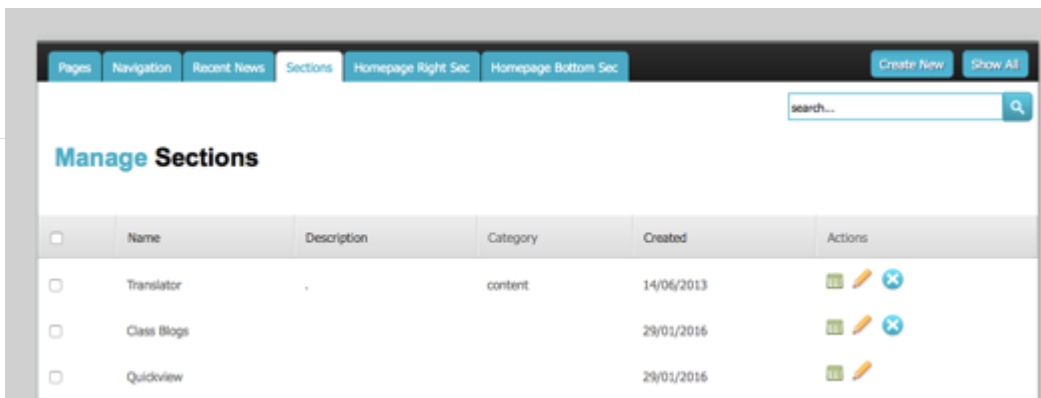 Pages Navigation Recent News Sections Homepage Right Sec Homepage Bottom Sec Create New Show All
search...
Manage Sections
Name Description Category Created Actions
Translator , content 14/06/2013
Class Blogs 29/01/2016
Quickview 29/01/2016